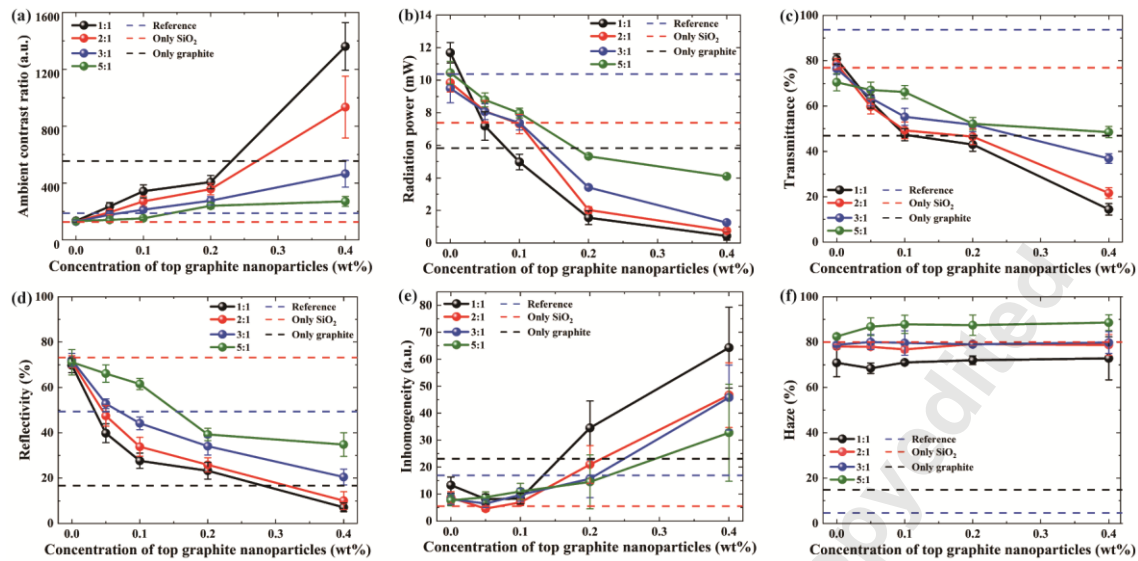 (a)
1:1
2:1
3:1
5:1
Reference
Only SiO2
Only graphite
Ambient contrast ratio (a.u.)
1600
1200
800
400
0
0.0 0.1 0.2 0.3 0.4
Concentration of top graphite nanoparticles (wt%)
(b)
1:1
2:1
3:1
5:1
Reference
Only SiO2
Only graphite
Radiation power (mW)
14
12
10
8
6
4
2
0
0.0 0.1 0.2 0.3 0.4
Concentration of top graphite nanoparticles (wt%)
(c)
Transmittance (%)
100
80
60
40
20
0
1:1
2:1
3:1
5:1
Reference
Only SiO2
Only graphite
0.0 0.1 0.2 0.3 0.4
Concentration of top graphite nanoparticles (wt%)
(d)
1:1
2:1
3:1
5:1
Reference
Only SiO2
Only graphite
Reflectivity (%)
100
80
60
40
20
0
0.0 0.1 0.2 0.3 0.4
Concentration of top graphite nanoparticles (wt%)
(e)
1:1
2:1
3:1
5:1
Reference
Only SiO2
Only graphite
Inhomogeneity (a.u.)
80
70
60
50
40
30
20
10
0
0.0 0.1 0.2 0.3 0.4
Concentration of top graphite nanoparticles (wt%)
(f)
Haze (%)
100
80
60
40
20
0
1:1
2:1
3:1
5:1
Reference
Only SiO2
Only graphite
0.0 0.1 0.2 0.3 0.4
Concentration of top graphite nanoparticles (wt%)